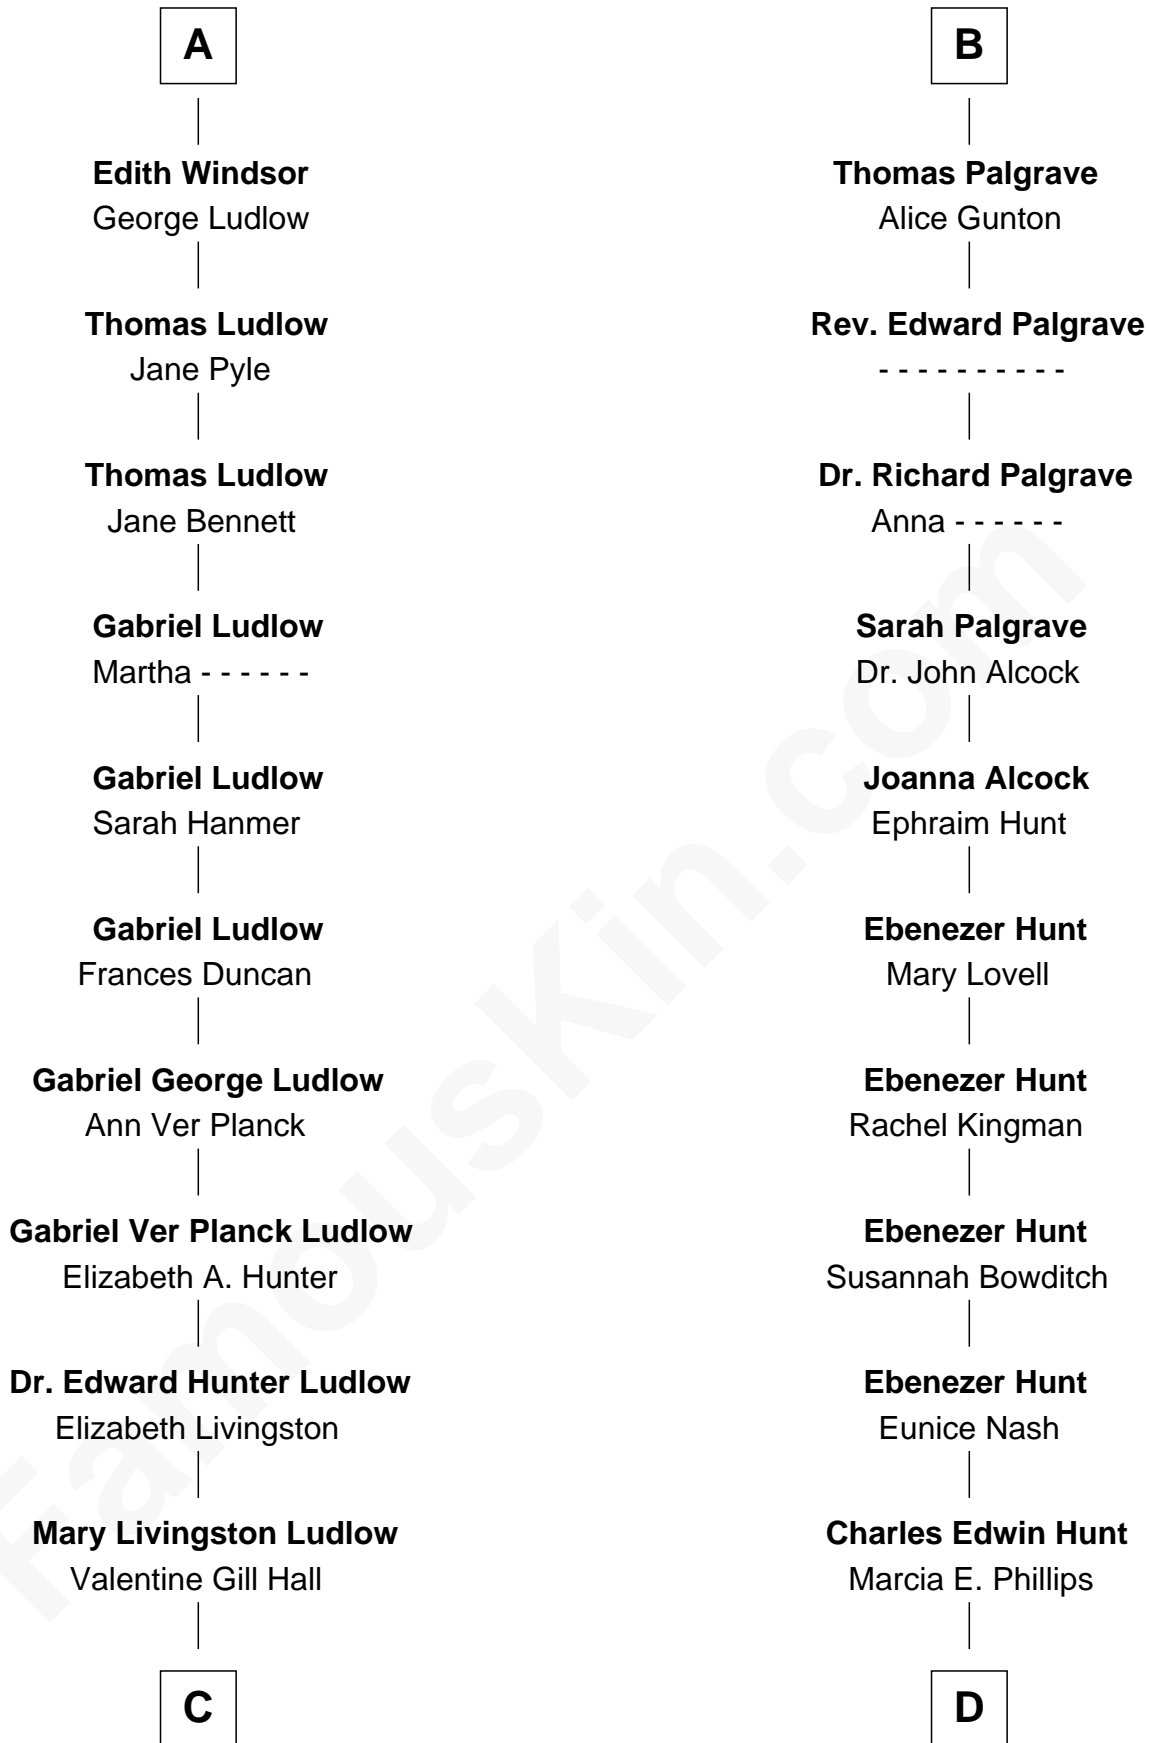 A
Edith Windsor
George Ludlow
Thomas Ludlow
Jane Pyle
Thomas Ludlow
Jane Bennett
Gabriel Ludlow
Martha - - - - - -
Gabriel Ludlow
Sarah Hanmer
Gabriel Ludlow
Frances Duncan
Gabriel George Ludlow
Ann Ver Planck
Gabriel Ver Planck Ludlow
Elizabeth A. Hunter
Dr. Edward Hunter Ludlow
Elizabeth Livingston
Mary Livingston Ludlow
Valentine Gill Hall
C
B
Thomas Palgrave
Alice Gunton
Rev. Edward Palgrave
- - - - - - - - - -
Dr. Richard Palgrave
Anna - - - - - -
Sarah Palgrave
Dr. John Alcock
Joanna Alcock
Ephraim Hunt
Ebenezer Hunt
Mary Lovell
Ebenezer Hunt
Rachel Kingman
Ebenezer Hunt
Susannah Bowditch
Ebenezer Hunt
Eunice Nash
Charles Edwin Hunt
Marcia E. Phillips
D
FamousKin.com